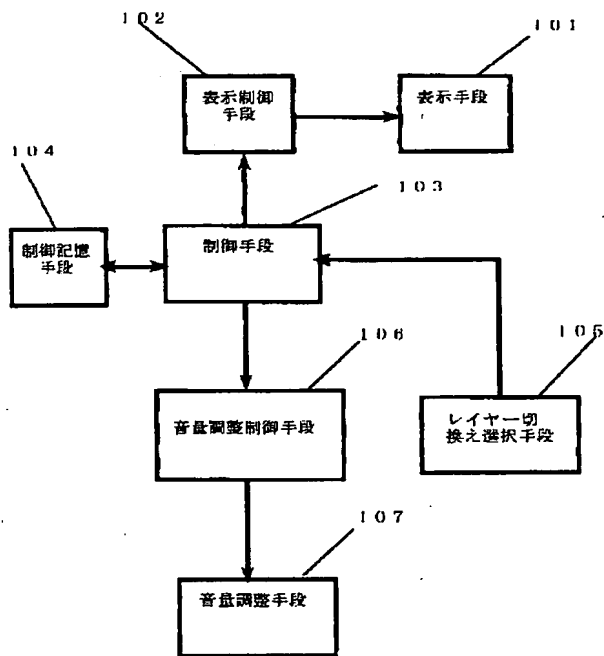 102
101
表示制御
手段
表示手段
104
103
制御記憶
手段
制御手段
106
105
音量調整制御手段
レイヤー切
換え選択手段
107
音量調整手段